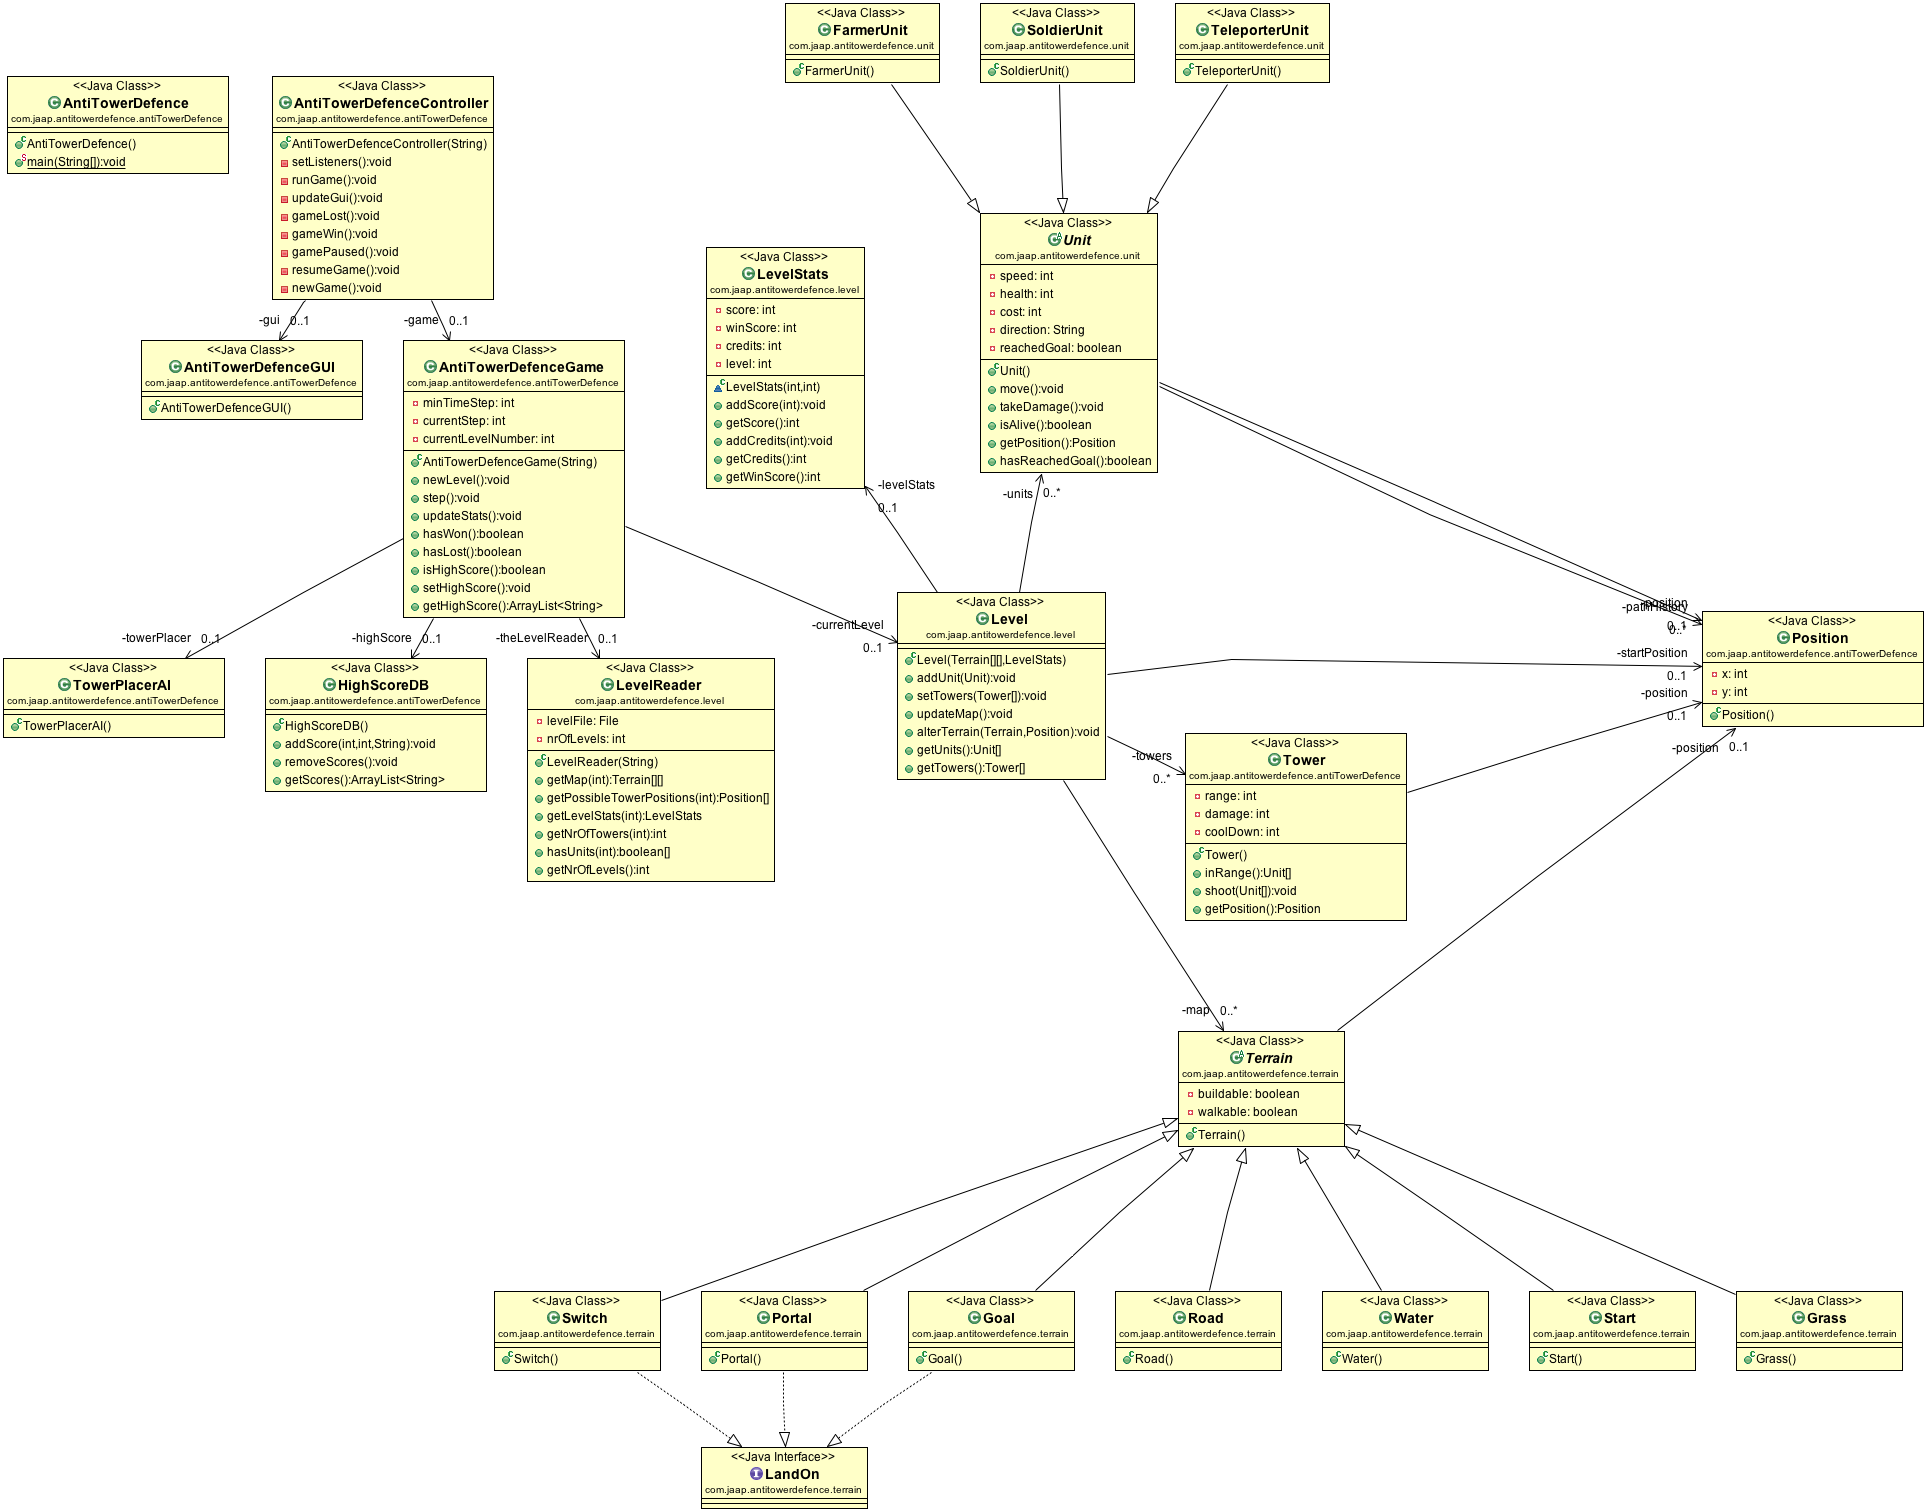 <<Java Class>>
FarmerUnit
com.jaap.antitowerdefence.unit
FarmerUnit()
<<Java Class>>
SoldierUnit
com.jaap.antitowerdefence.unit
SoldierUnit()
<<Java Class>>
TeleporterUnit
com.jaap.antitowerdefence.unit
TeleporterUnit()
<<Java Class>>
AntiTowerDefence
com.jaap.antitowerdefence.antiTowerDefence
AntiTowerDefence()
main(String[]):void
<<Java Class>>
AntiTowerDefenceController
com.jaap.antitowerdefence.antiTowerDefence
AntiTowerDefenceController(String)
setListeners():void
runGame():void
updateGui():void
gameLost():void
gameWin():void
gamePaused():void
resumeGame():void
newGame():void
-gui 0..1
-game 0..1
<<Java Class>>
AntiTowerDefenceGUI
com.jaap.antitowerdefence.antiTowerDefence
AntiTowerDefenceGUI()
<<Java Class>>
AntiTowerDefenceGame
com.jaap.antitowerdefence.antiTowerDefence
minTimeStep: int
currentStep: int
currentLevelNumber: int
AntiTowerDefenceGame(String)
newLevel():void
step():void
updateStats():void
hasWon():boolean
hasLost():boolean
isHighScore():boolean
setHighScore():void
getHighScore():ArrayList<String>
<<Java Class>>
LevelStats
com.jaap.antitowerdefence.level
score: int
winScore: int
credits: int
level: int
LevelStats(int,int)
addScore(int):void
getScore():int
addCredits(int):void
getCredits():int
getWinScore():int
<<Java Class>>
Unit
com.jaap.antitowerdefence.unit
speed: int
health: int
cost: int
direction: String
reachedGoal: boolean
Unit()
move():void
takeDamage():void
isAlive():boolean
getPosition():Position
hasReachedGoal():boolean
-levelStats
0..1
-units 0..*
-towerPlacer 0..1
-highScore 0..1
-theLevelReader 0..1
-currentLevel
0..1
<<Java Class>>
TowerPlacerAI
com.jaap.antitowerdefence.antiTowerDefence
TowerPlacerAI()
<<Java Class>>
HighScoreDB
com.jaap.antitowerdefence.antiTowerDefence
HighScoreDB()
addScore(int,int,String):void
removeScores():void
getScores():ArrayList<String>
<<Java Class>>
LevelReader
com.jaap.antitowerdefence.level
levelFile: File
nrOfLevels: int
LevelReader(String)
getMap(int):Terrain[][]
getPossibleTowerPositions(int):Position[]
getLevelStats(int):LevelStats
getNrOfTowers(int):int
hasUnits(int):boolean[]
getNrOfLevels():int
<<Java Class>>
Level
com.jaap.antitowerdefence.level
Level(Terrain[][],LevelStats)
addUnit(Unit):void
setTowers(Tower[]):void
updateMap():void
alterTerrain(Terrain,Position):void
getUnits():Unit[]
getTowers():Tower[]
-position
-pathHistory
0..1
0..*
-startPosition
0..1
-position
0..1
<<Java Class>>
Position
com.jaap.antitowerdefence.antiTowerDefence
x: int
y: int
Position()
-position 0..1
-towers
0..*
<<Java Class>>
Tower
com.jaap.antitowerdefence.antiTowerDefence
range: int
damage: int
coolDown: int
Tower()
inRange():Unit[]
shoot(Unit[]):void
getPosition():Position
-map 0..*
<<Java Class>>
Terrain
com.jaap.antitowerdefence.terrain
buildable: boolean
walkable: boolean
Terrain()
<<Java Class>>
Switch
com.jaap.antitowerdefence.terrain
Switch()
<<Java Class>>
Portal
com.jaap.antitowerdefence.terrain
Portal()
<<Java Class>>
Goal
com.jaap.antitowerdefence.terrain
Goal()
<<Java Class>>
Road
com.jaap.antitowerdefence.terrain
Road()
<<Java Class>>
Water
com.jaap.antitowerdefence.terrain
Water()
<<Java Class>>
Start
com.jaap.antitowerdefence.terrain
Start()
<<Java Class>>
Grass
com.jaap.antitowerdefence.terrain
Grass()
<<Java Interface>>
LandOn
com.jaap.antitowerdefence.terrain